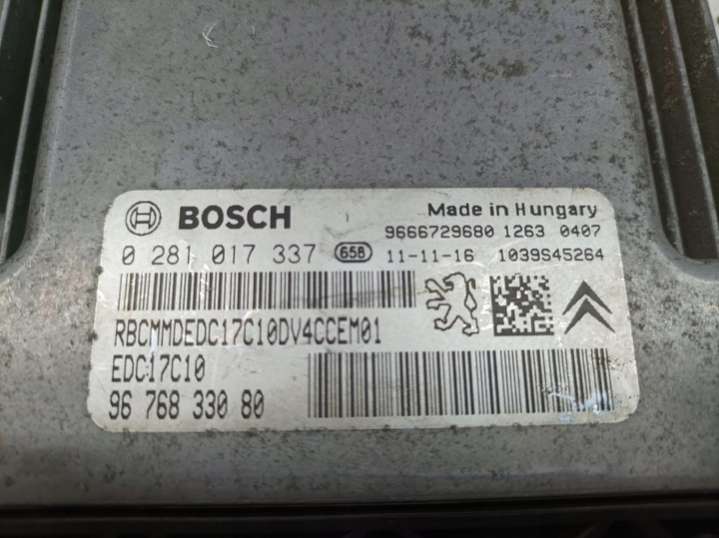 BOSCH Made in Hungary
9666729680 1263 0407
0 281 017 337 658 11-11-16 1039S45264
RBCMMDEDC17C10DV4CCEM01
EDC17C10
96 768 330 80